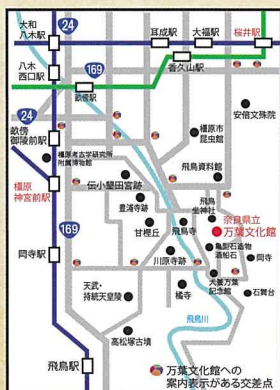 24
大和
八木駅
耳成駅
大福駅
桜井駅
八木
西口駅
169
香久山駅
畝傍駅
24
安倍文殊院
畝傍
御陵前駅
橿原市
昆虫館
橿原考古学研究所
附属博物館
飛鳥資料館
橿原
神宮前駅
伝小墾田宮跡
飛鳥
坐神社
豊浦寺跡
奈良県立
万葉文化館
甘樫丘
飛鳥寺
亀形石造物
酒船石
岡寺駅
169
川原寺跡
岡寺
犬養万葉
記念館
石舞台
天武・
持統天皇陵
橘寺
飛鳥川
高松塚古墳
飛鳥駅
万葉文化館への
案内表示がある交差点